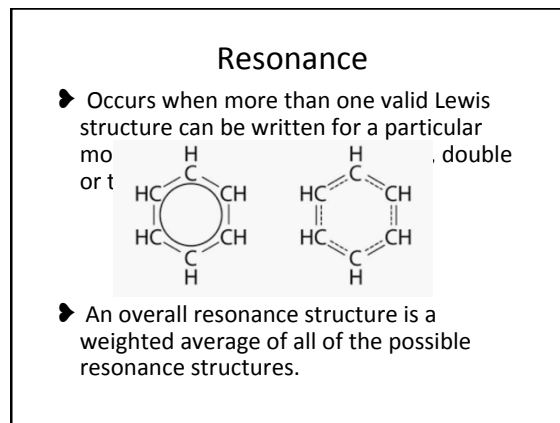 Resonance
❥ Occurs when more than one valid Lewis
structure can be written for a particular
double
or
H
C
HC CH
HC CH
C
H
H
C
HC CH
HC CH
C
H
❥ An overall resonance structure is a
weighted average of all of the possible
resonance structures.